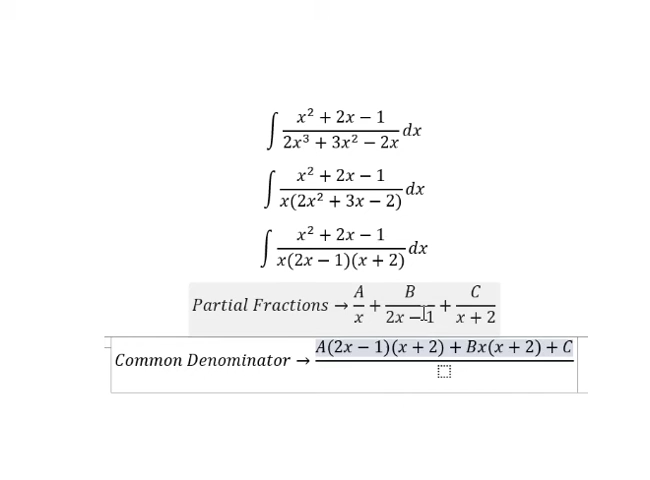 ∫ (x² + 2x − 1)/(2x³ + 3x² − 2x) dx
∫ (x² + 2x − 1)/(x(2x² + 3x − 2)) dx
∫ (x² + 2x − 1)/(x(2x − 1)(x + 2)) dx
Partial Fractions → A/x + B/(2x − 1) + C/(x + 2)
Common Denominator → (A(2x − 1)(x + 2) + Bx(x + 2) + C)/⬚